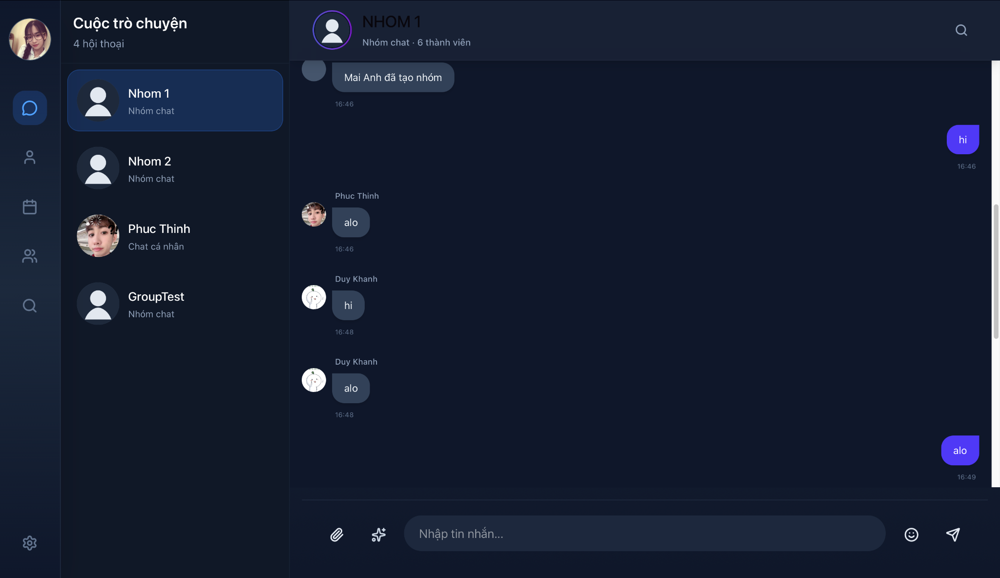 Cuộc trò chuyện
4 hội thoại
Nhom 1
Nhóm chat
Nhom 2
Nhóm chat
Phuc Thinh
Chat cá nhân
GroupTest
Nhóm chat
NHOM 1
Nhóm chat · 6 thành viên
Mai Anh đã tạo nhóm
16:46
hi
16:46
Phuc Thinh
alo
16:46
Duy Khanh
hi
16:48
Duy Khanh
alo
16:48
alo
16:49
Nhập tin nhắn...